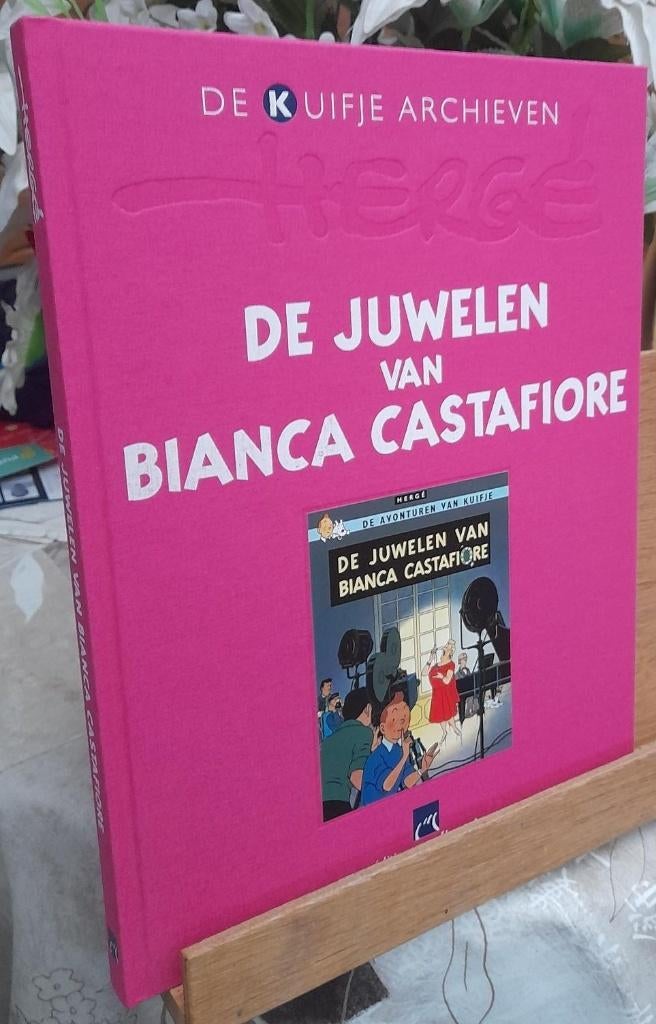 DE KUIFJE ARCHIEVEN
HERGÉ
DE JUWELEN
VAN
BIANCA CASTAFIORE
HERGÉ
DE AVONTUREN VAN KUIFJE
DE JUWELEN VAN
BIANCA CASTAFIORE
HERGÉ
DE JUWELEN VAN BIANCA CASTAFIORE